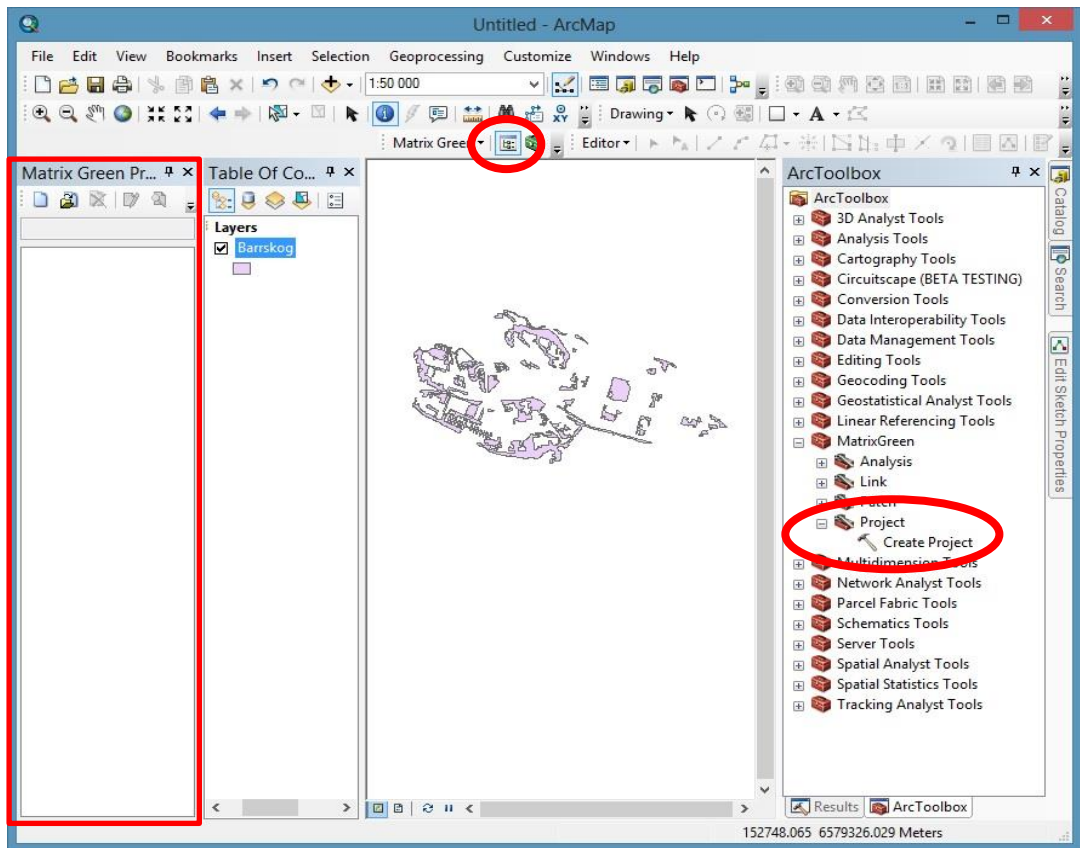 Untitled - ArcMap
File Edit View Bookmarks Insert Selection Geoprocessing Customize Windows Help
1:50 000
Drawing
A
Matrix Green
Editor
Matrix Green Pr...
Table Of Co...
Layers
Barrskog
ArcToolbox
ArcToolbox
3D Analyst Tools
Analysis Tools
Cartography Tools
Circuitscape (BETA TESTING)
Conversion Tools
Data Interoperability Tools
Data Management Tools
Editing Tools
Geocoding Tools
Geostatistical Analyst Tools
Linear Referencing Tools
MatrixGreen
Analysis
Link
Patch
Project
Create Project
Multidimension Tools
Network Analyst Tools
Parcel Fabric Tools
Schematics Tools
Server Tools
Spatial Analyst Tools
Spatial Statistics Tools
Tracking Analyst Tools
Catalog
Search
Edit Sketch Properties
Results ArcToolbox
152748.065 6579326.029 Meters